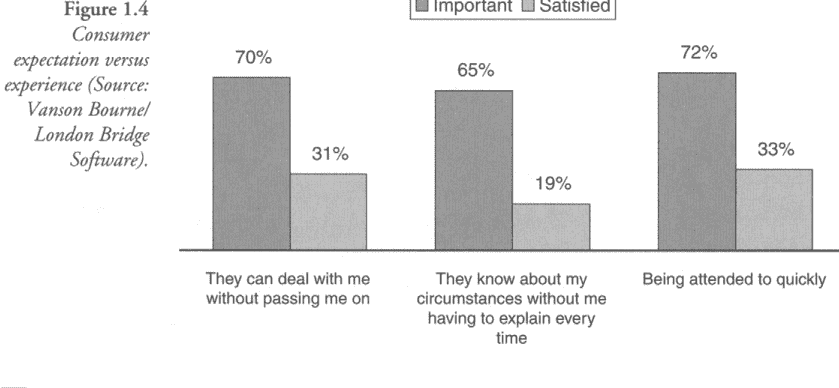 Figure 1.4
Consumer
expectation versus
experience (Source:
Vanson Bourne/
London Bridge
Software).
Important Satisfied
70%
31%
65%
19%
72%
33%
They can deal with me
without passing me on
They know about my
circumstances without me
having to explain every
time
Being attended to quickly